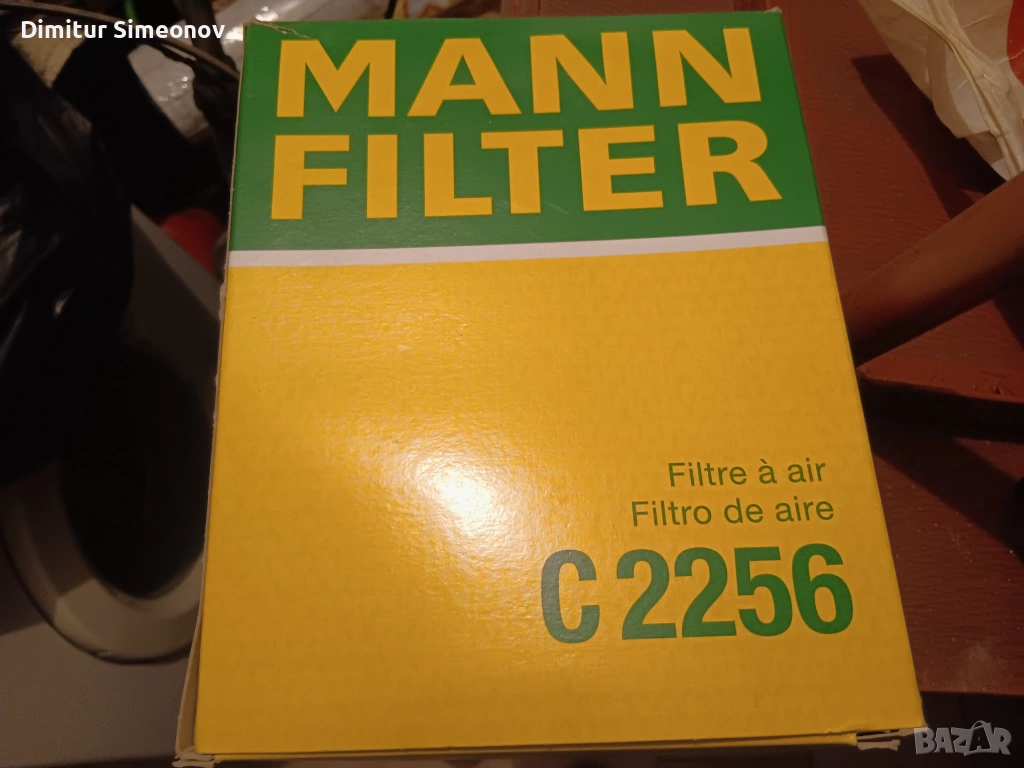 Dimitur Simeonov
MANN
FILTER
Filtre à air
Filtro de aire
C 2256
BAZAR